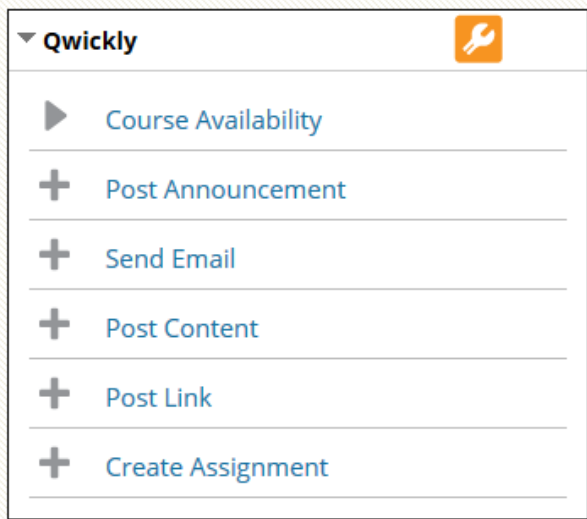 Qwickly
Course Availability
Post Announcement
Send Email
Post Content
Post Link
Create Assignment